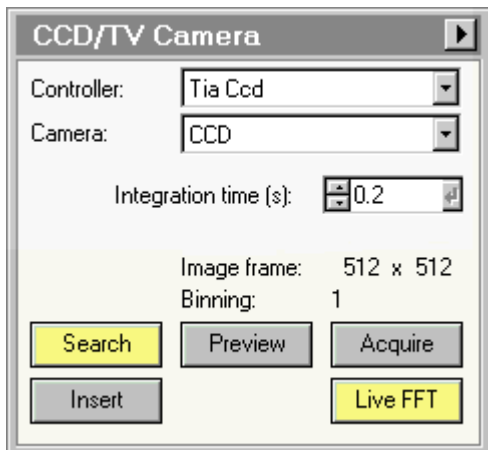 CCD/TV Camera
Controller: Tia Ccd
Camera: CCD
Integration time (s): 0.2
Image frame: 512 x 512
Binning: 1
Search Preview Acquire
Insert Live FFT